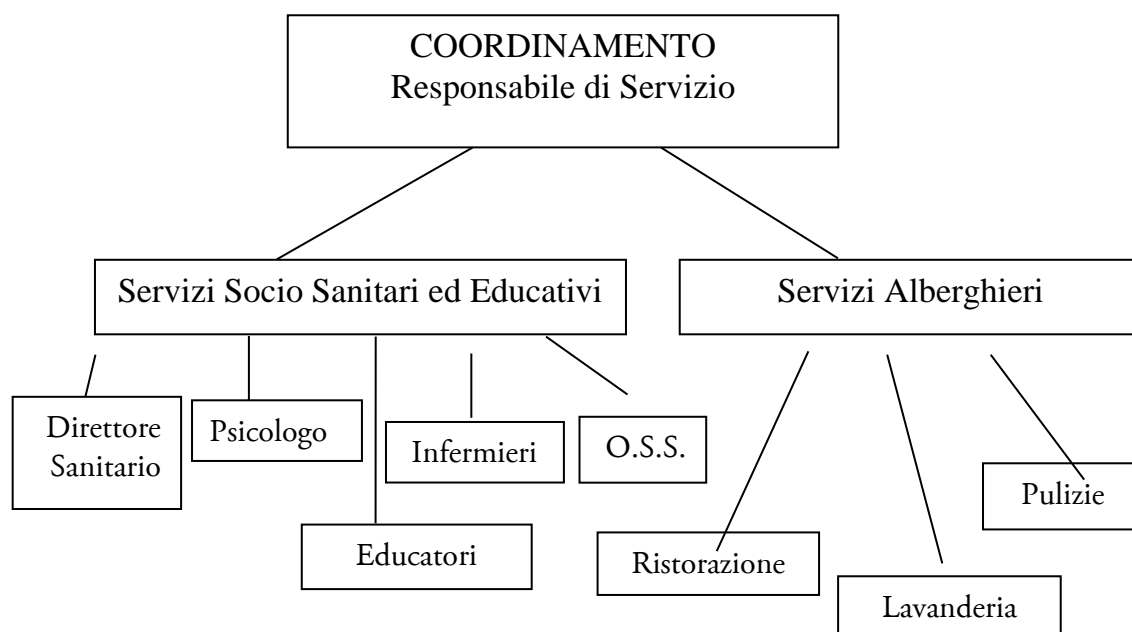 COORDINAMENTO
Responsabile di Servizio
Servizi Socio Sanitari ed Educativi
Servizi Alberghieri
Direttore
Sanitario
Psicologo
Infermieri
O.S.S.
Pulizie
Educatori
Ristorazione
Lavanderia